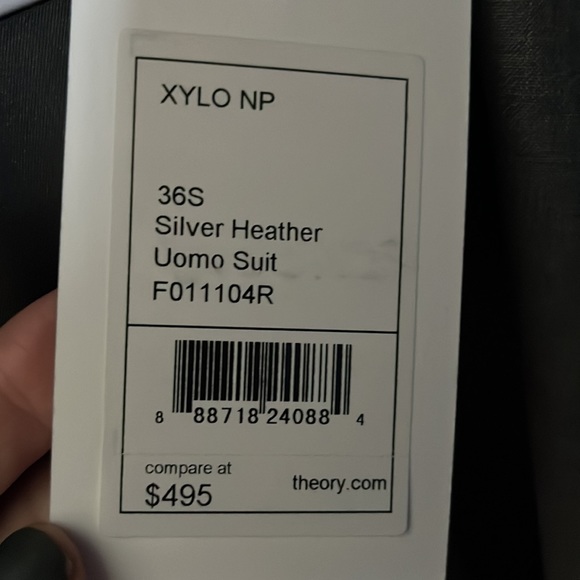 XYLO NP
36S
Silver Heather
Uomo Suit
F011104R
8 88718 24088 4
compare at
$495
theory.com